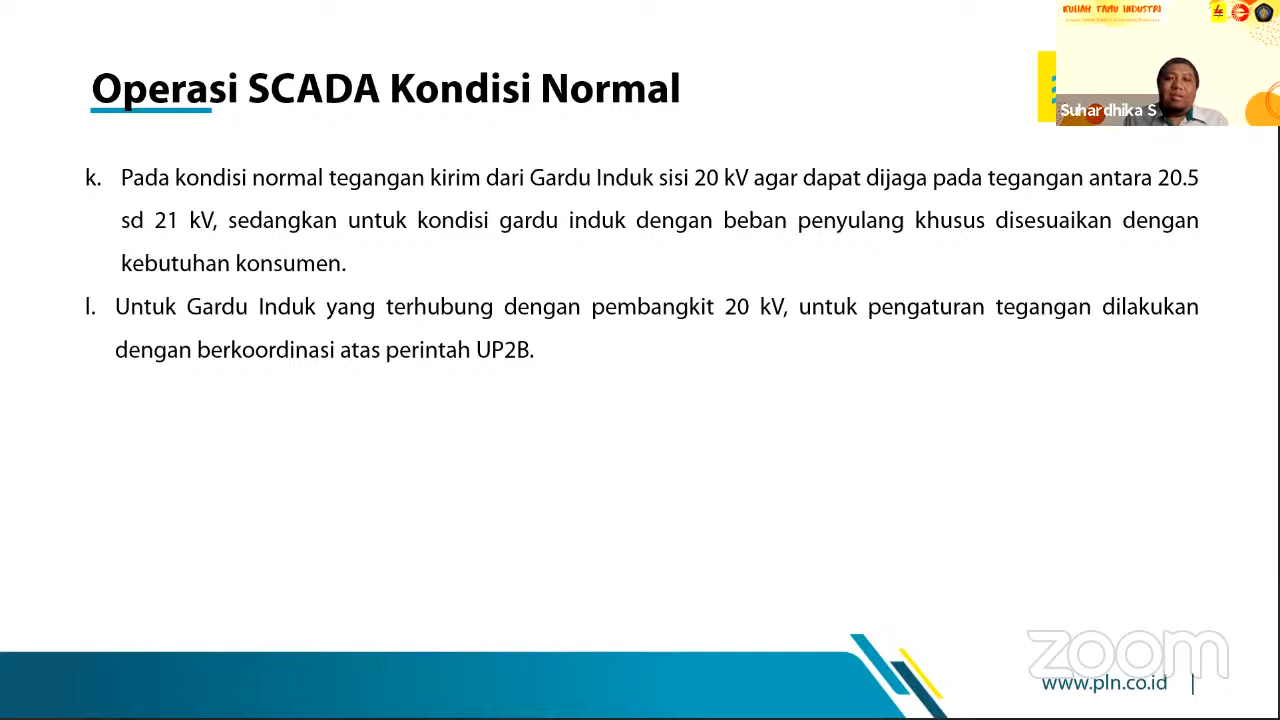 KULIAH TAMU INDUSTRI
Suhardhika S
Operasi SCADA Kondisi Normal
k. Pada kondisi normal tegangan kirim dari Gardu Induk sisi 20 kV agar dapat dijaga pada tegangan antara 20.5
sd 21 kV, sedangkan untuk kondisi gardu induk dengan beban penyulang khusus disesuaikan dengan
kebutuhan konsumen.
l. Untuk Gardu Induk yang terhubung dengan pembangkit 20 kV, untuk pengaturan tegangan dilakukan
dengan berkoordinasi atas perintah UP2B.
zoom
www.pln.co.id |